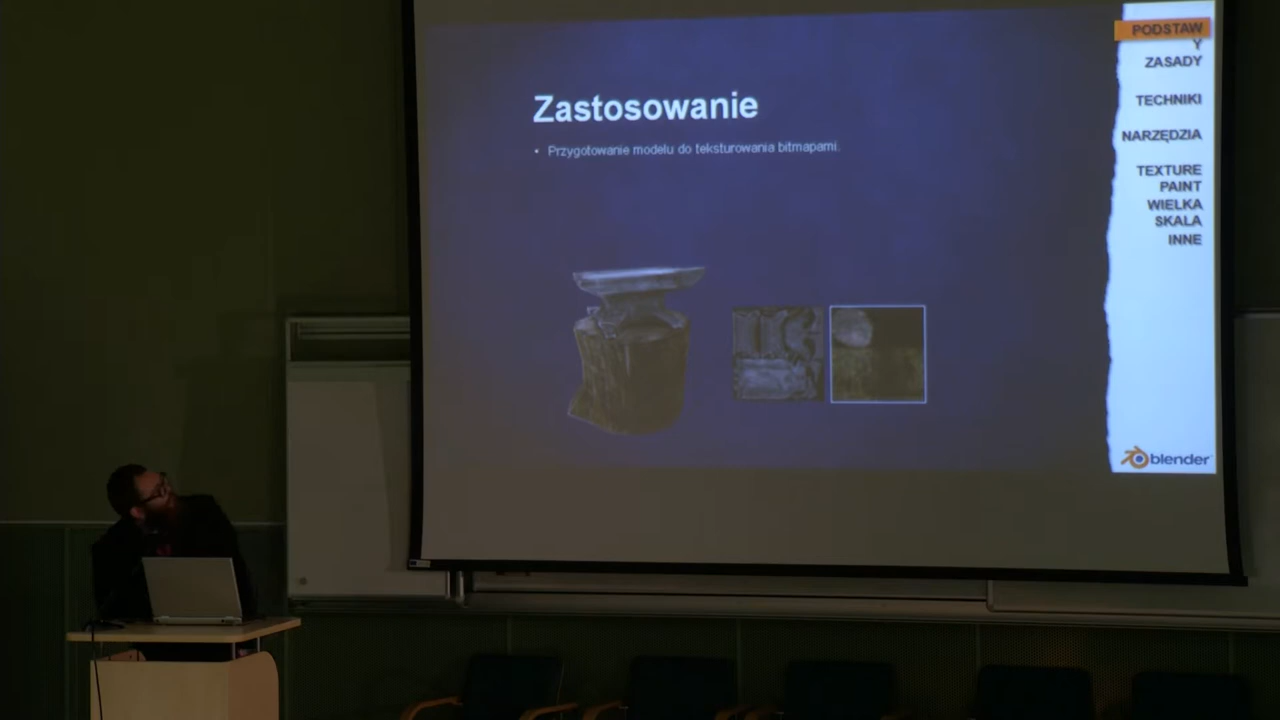 Zastosowanie
• Przygotowanie modelu do teksturowania bitmapami.
PODSTAW
Y
ZASADY
TECHNIKI
NARZĘDZIA
TEXTURE
PAINT
WIELKA
SKALA
INNE
blender